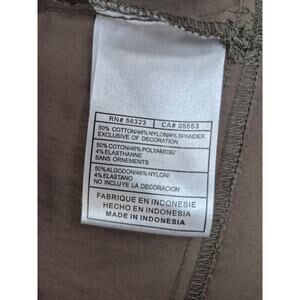 RN# 56323 CA# 05553
50% COTTON/46% NYLON/4% SPANDEX
EXCLUSIVE OF DECORATION
50% COTON/46% POLYAMIDE/
4% ELASTHANNE
SANS ORNEMENTS
50% ALGODON/46% NYLON/
4% ELASTANO
NO INCLUYE LA DECORACION
FABRIQUE EN INDONESIE
HECHO EN INDONESIA
MADE IN INDONESIA